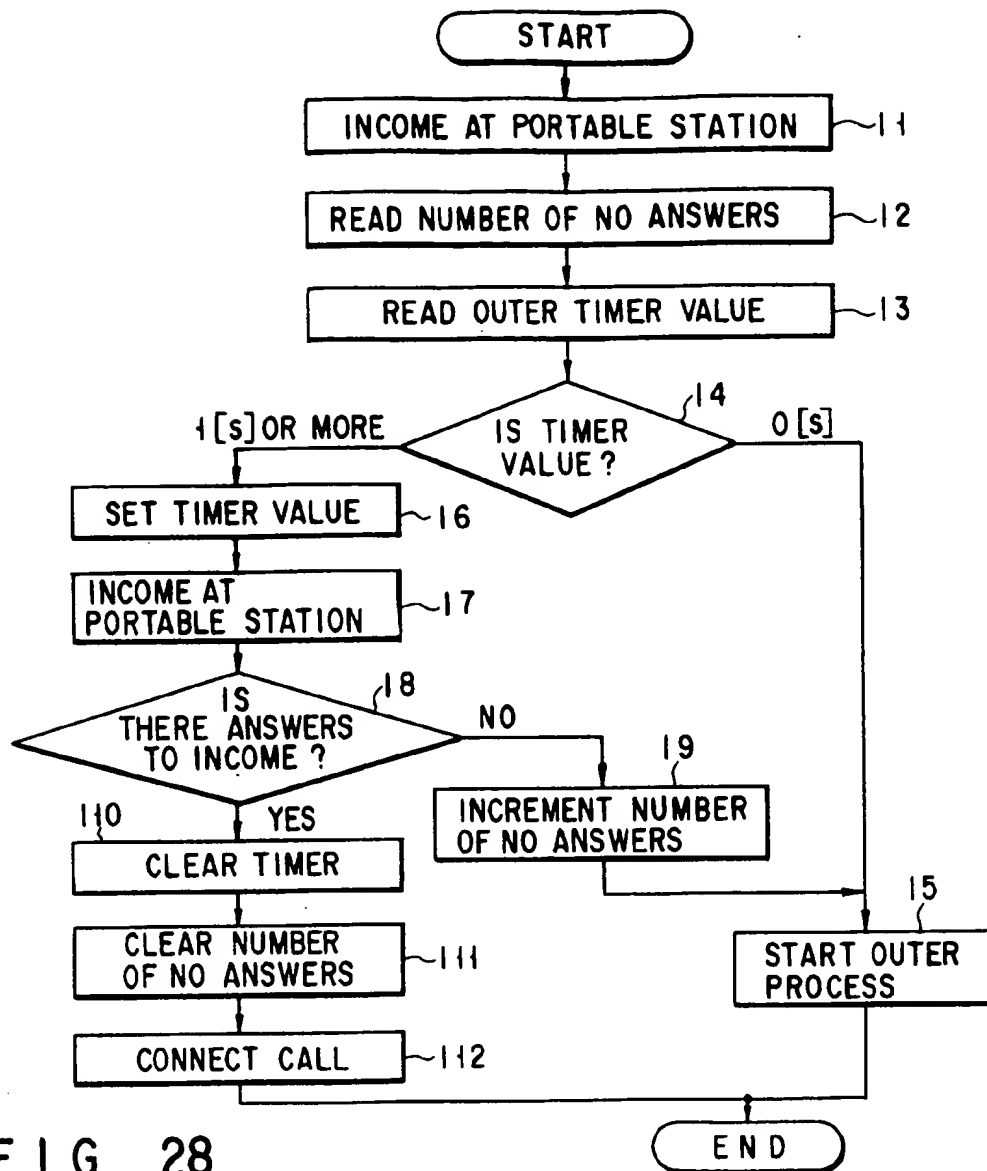 START
INCOME AT PORTABLE STATION
11
READ NUMBER OF NO ANSWERS
12
READ OUTER TIMER VALUE
13
14
1[s] OR MORE
IS TIMER
VALUE?
0[s]
SET TIMER VALUE
16
INCOME AT
PORTABLE STATION
17
18
IS
THERE ANSWERS
TO INCOME?
NO
19
INCREMENT NUMBER
OF NO ANSWERS
YES
110
CLEAR TIMER
15
START OUTER
PROCESS
CLEAR NUMBER
OF NO ANSWERS
111
CONNECT CALL
112
END
FIG 28